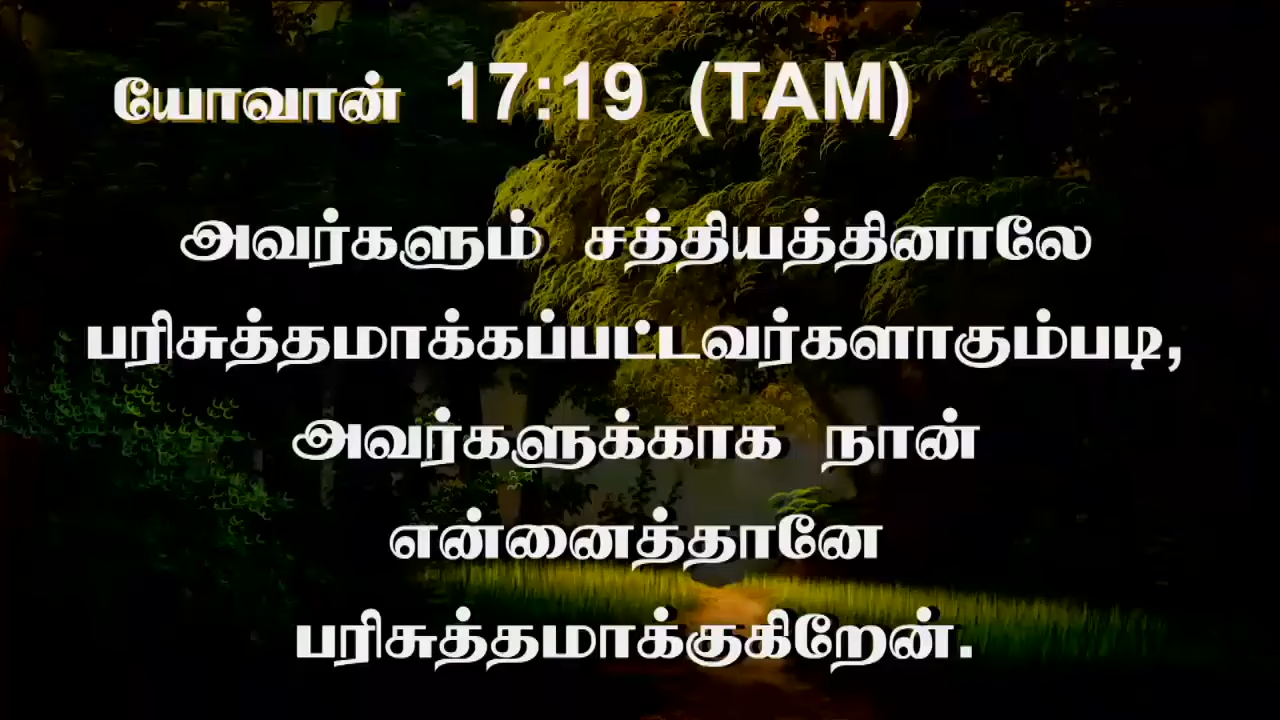 யோவான் 17:19 (TAM)
அவர்களும் சத்தியத்தினாலே
பரிசுத்தமாக்கப்பட்டவர்களாகும்படி,
அவர்களுக்காக நான்
என்னைத்தானே
பரிசுத்தமாக்குகிறேன்.